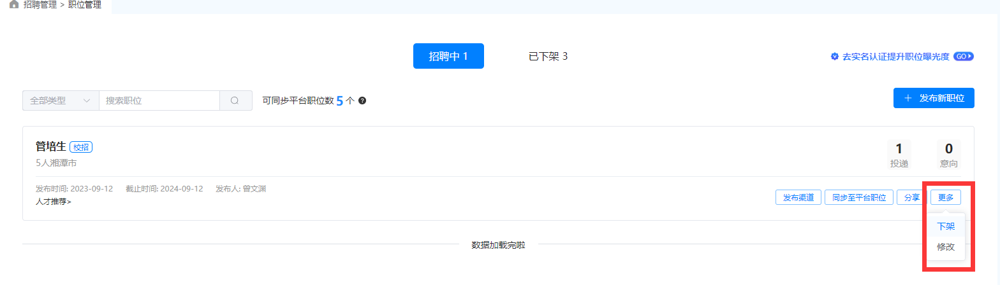 招聘管理 > 职位管理
招聘中 1
已下架 3
去实名认证提升职位曝光度 GO
全部类型
搜索职位
可同步平台职位数 5 个
发布新职位
管培生 校招
5人湘潭市
1
投递
0
意向
发布时间: 2023-09-12 截止时间: 2024-09-12 发布人: 曾文渊
人才推荐>
发布渠道 同步至平台职位 分享 更多
下架
修改
数据加载完啦